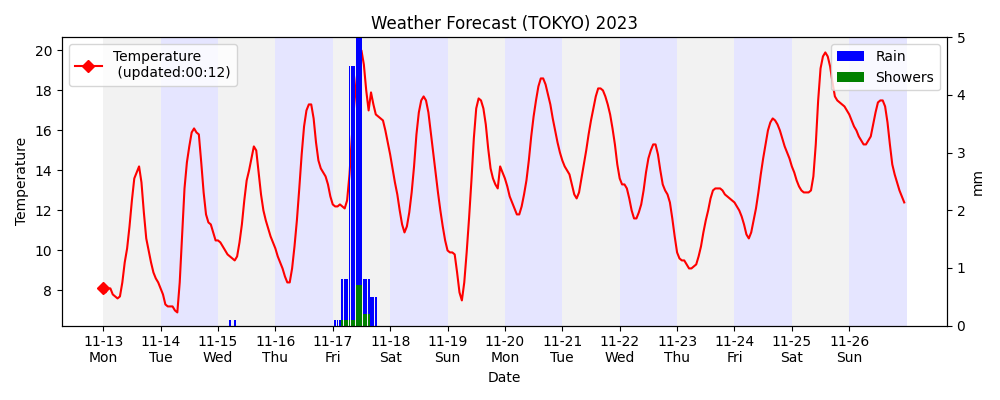 Weather Forecast (TOKYO) 2023
Temperature
(updated:00:12)
Rain
Showers
20
18
16
14
12
10
8
Temperature
5
4
3
2
1
0
mm
11-13 11-14 11-15 11-16 11-17 11-18 11-19 11-20 11-21 11-22 11-23 11-24 11-25 11-26
Mon Tue Wed Thu Fri Sat Sun Mon Tue Wed Thu Fri Sat Sun
Date